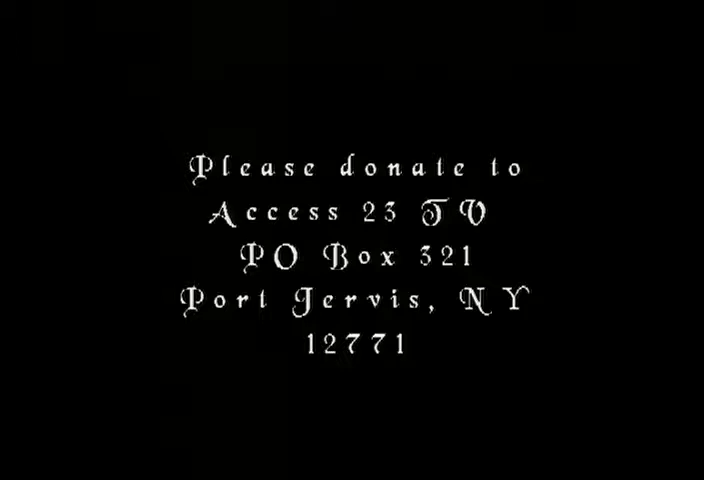 Please donate to
Access 23 TV
PO Box 321
Port Jervis, NY
12771